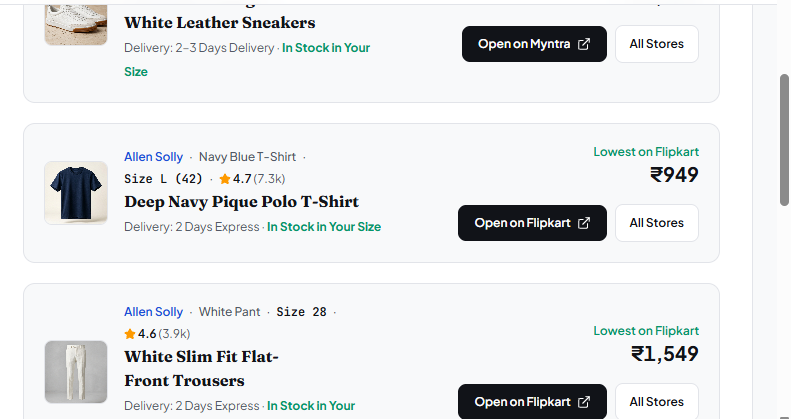 White Leather Sneakers
Delivery: 2–3 Days Delivery · In Stock in Your
Size
Open on Myntra
All Stores
Allen Solly · Navy Blue T-Shirt ·
Size L (42) · 4.7 (7.3k)
Deep Navy Pique Polo T-Shirt
Delivery: 2 Days Express · In Stock in Your Size
Lowest on Flipkart
₹949
Open on Flipkart
All Stores
Allen Solly · White Pant · Size 28 ·
4.6 (3.9k)
White Slim Fit Flat-
Front Trousers
Delivery: 2 Days Express · In Stock in Your
Lowest on Flipkart
₹1,549
Open on Flipkart
All Stores